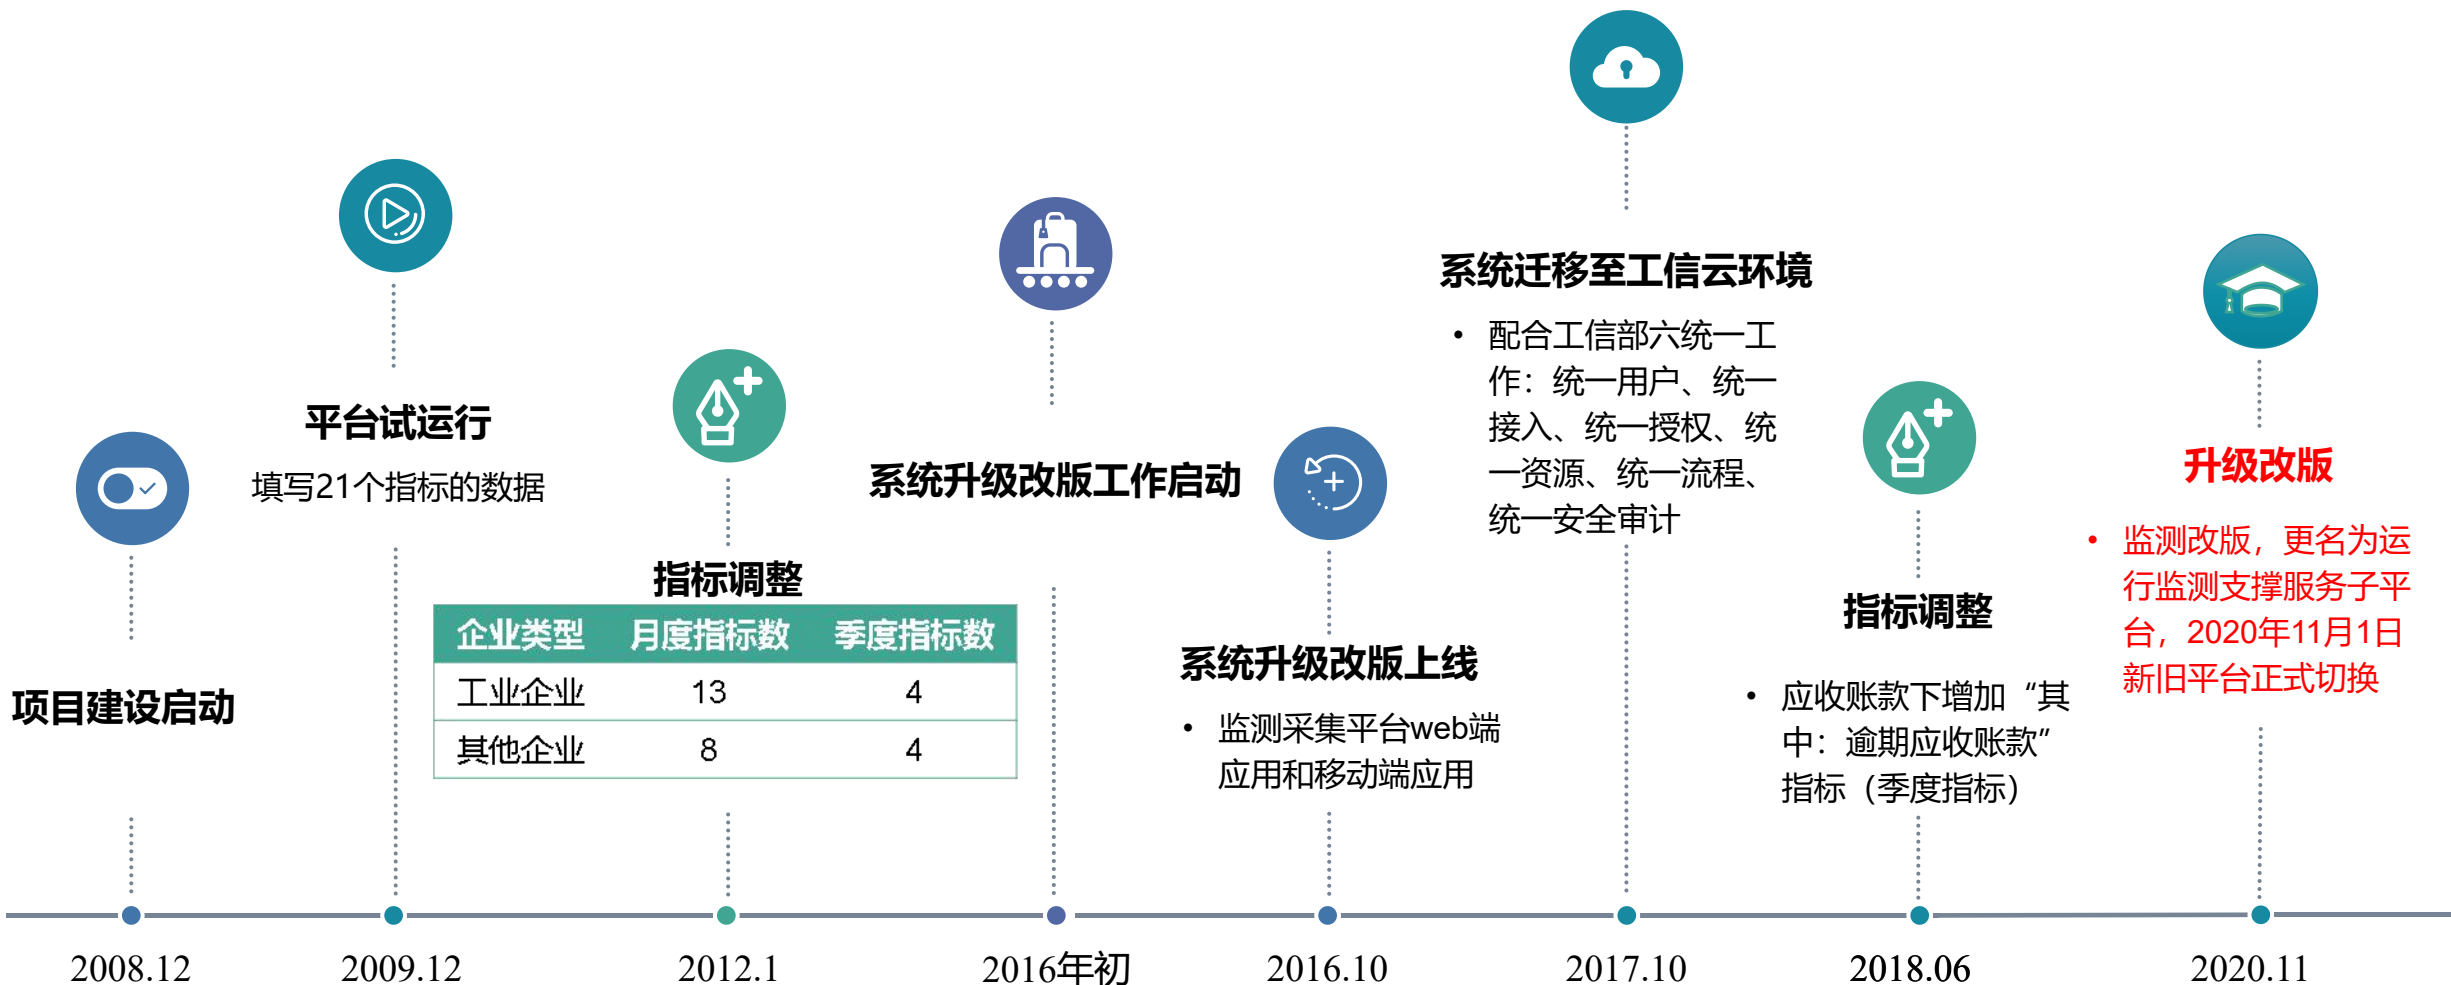 项目建设启动
2008.12
平台试运行
填写21个指标的数据
2009.12
指标调整
企业类型 月度指标数 季度指标数
工业企业 13 4
其他企业 8 4
2012.1
系统升级改版工作启动
2016年初
系统升级改版上线
• 监测采集平台web端
应用和移动端应用
2016.10
系统迁移至工信云环境
• 配合工信部六统一工
作：统一用户、统一
接入、统一授权、统
一资源、统一流程、
统一安全审计
2017.10
指标调整
• 应收账款下增加“其
中：逾期应收账款”
指标（季度指标）
2018.06
升级改版
• 监测改版，更名为运
行监测支撑服务子平
台，2020年11月1日
新旧平台正式切换
2020.11